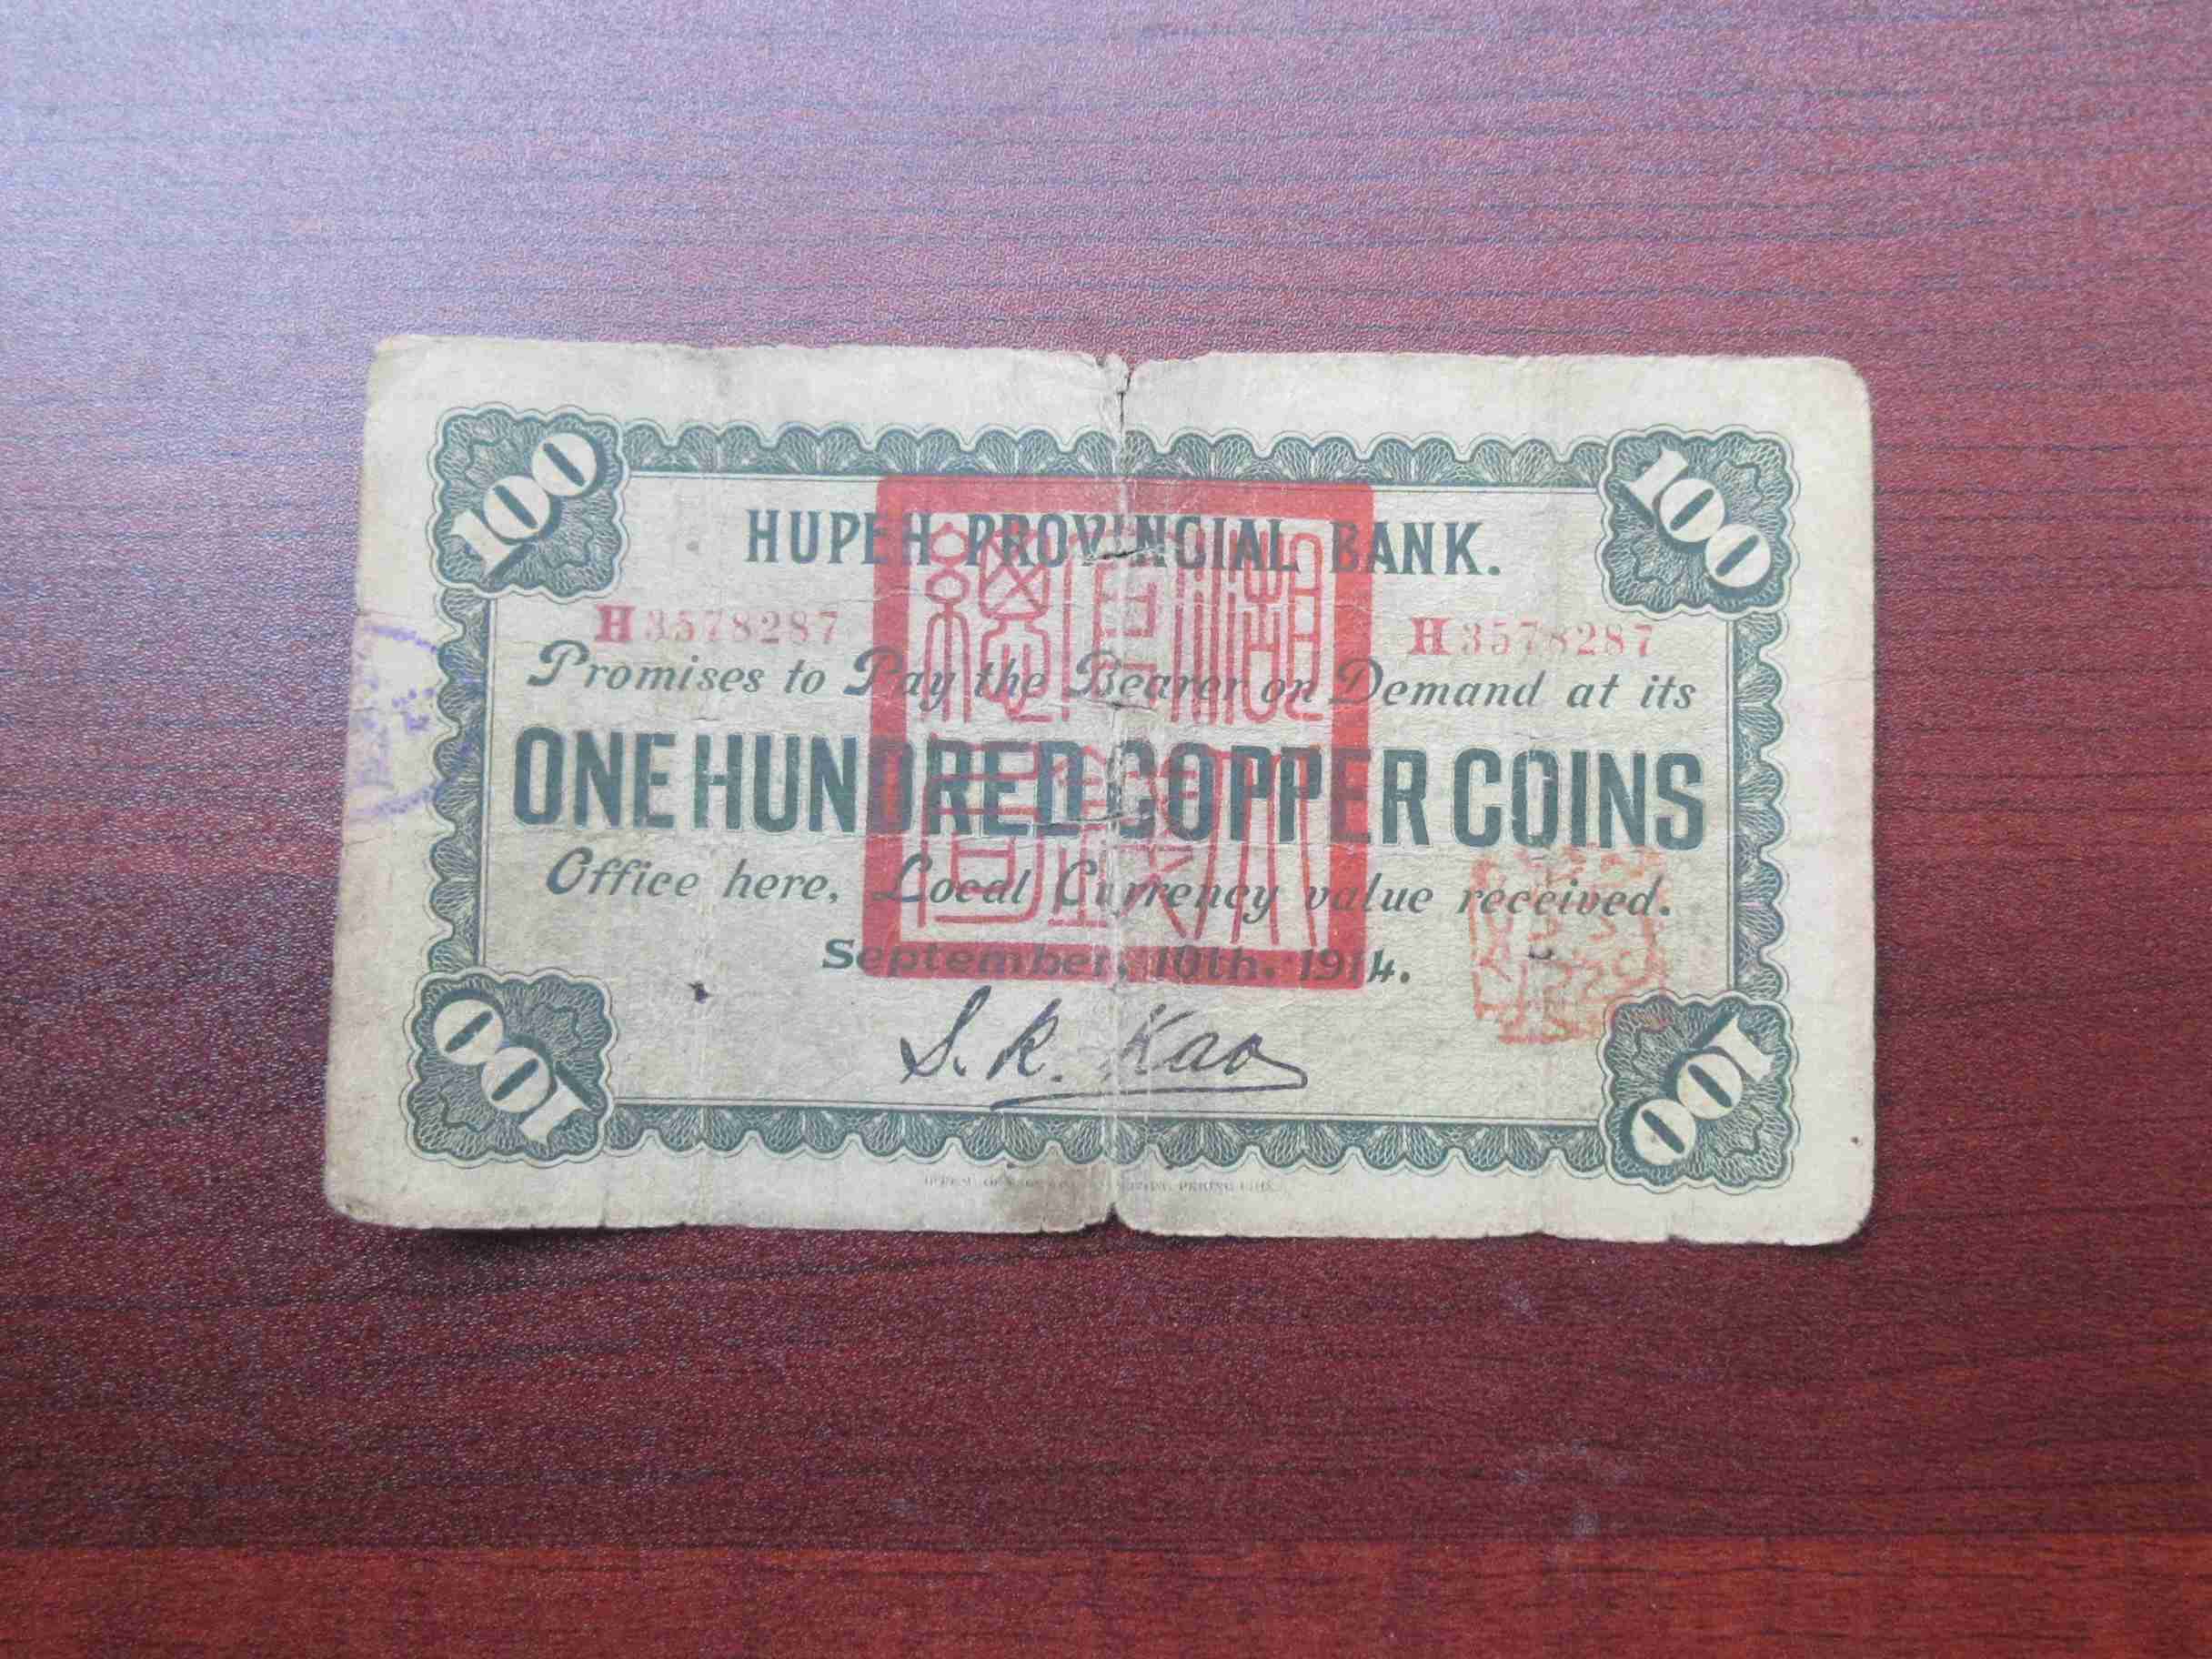 100 100
HUPEH PROVINCIAL BANK.
H3578287 H3578287
Promises to Pay the Bearer on Demand at its
ONE HUNDRED COPPER COINS
Office here, Local Currency value received.
September, 10th. 1914.
S. K. Kao
100 100
PEKING